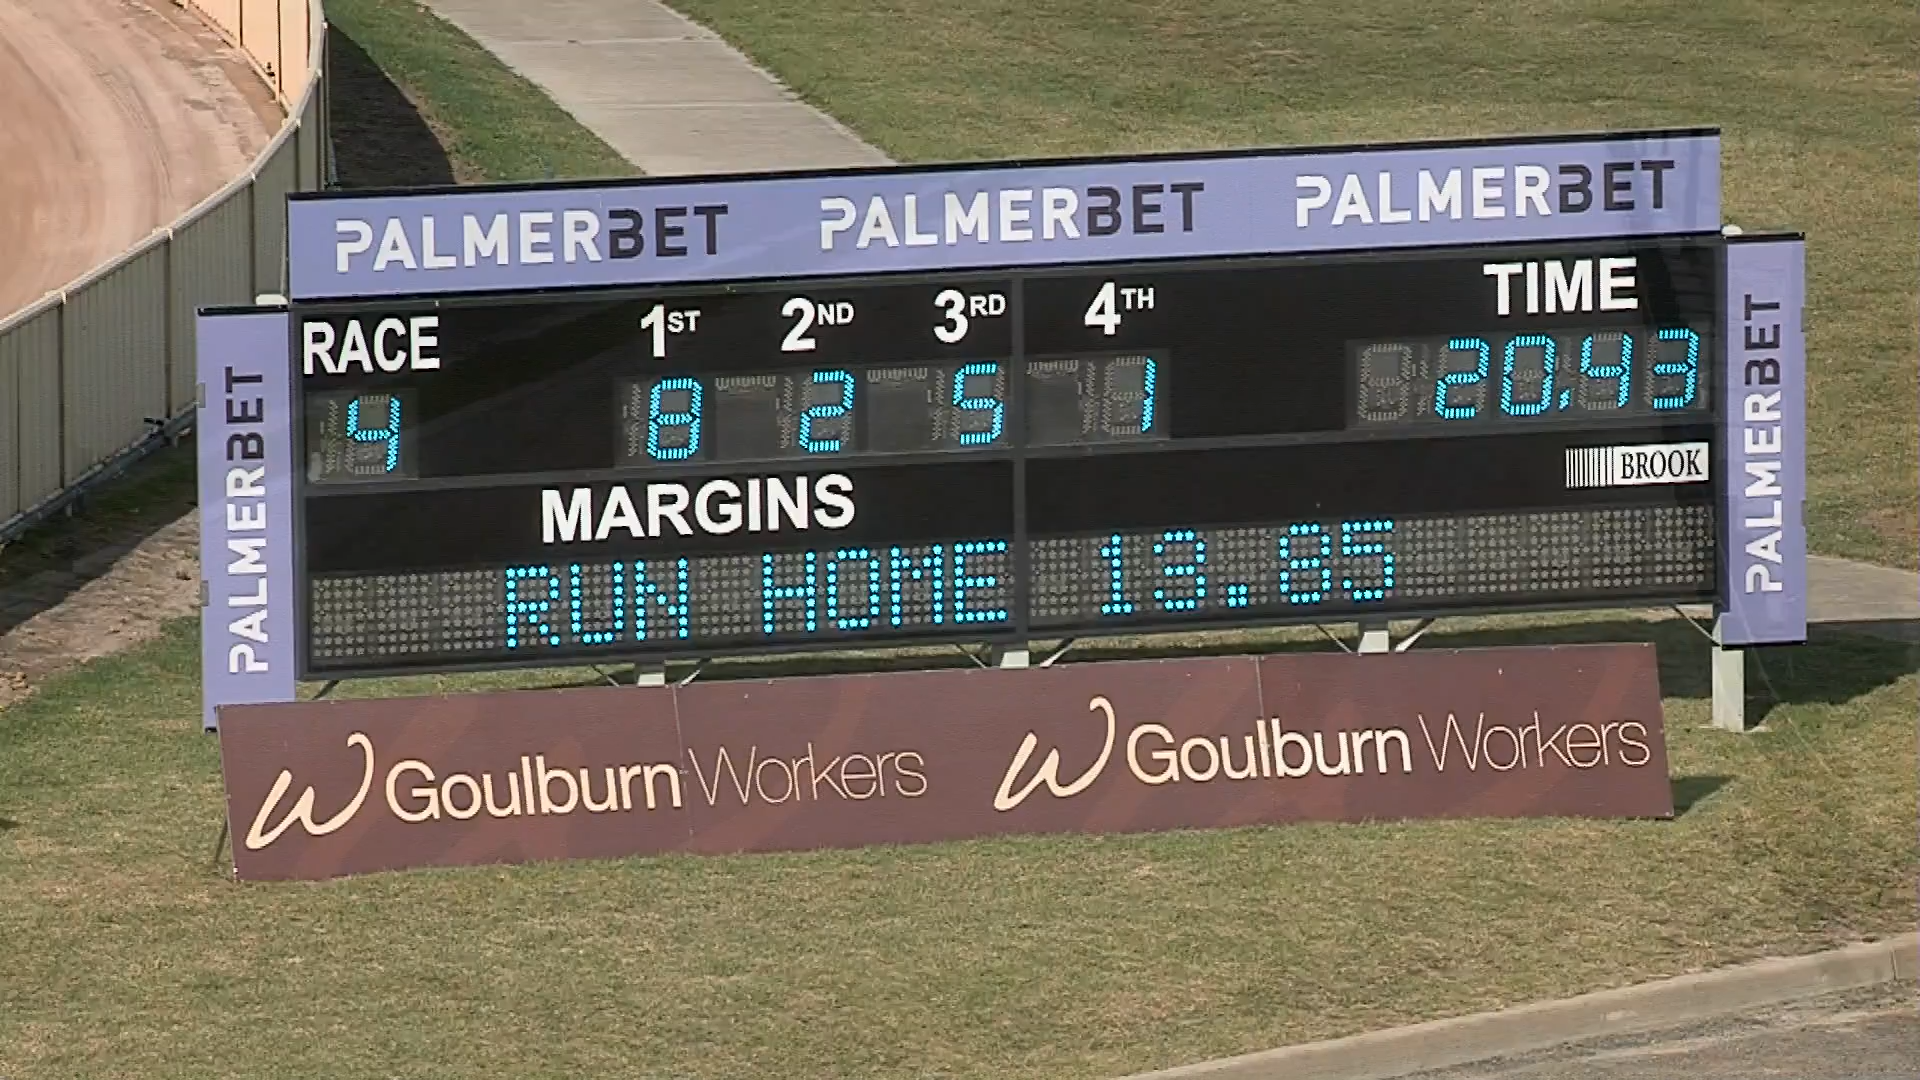 PALMERBET PALMERBET PALMERBET
RACE 1ST 2ND 3RD 4TH TIME
4 8 2 5 1 20.43
BROOK
MARGINS
RUN HOME 13.85
PALMERBET
PALMERBET
Goulburn Workers Goulburn Workers